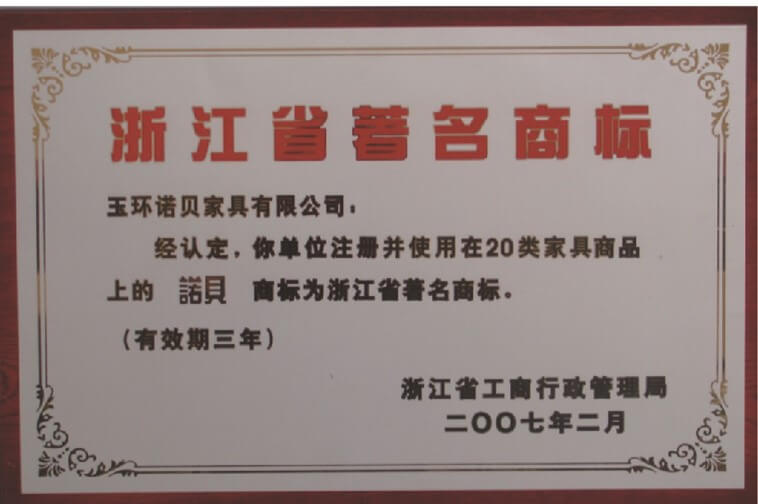 浙江省著名商标
玉环诺贝家具有限公司:
经认定,你单位注册并使用在20类家具商品
上的 諾貝 商标为浙江省著名商标。
(有效期三年)
浙江省工商行政管理局
二〇〇七年二月